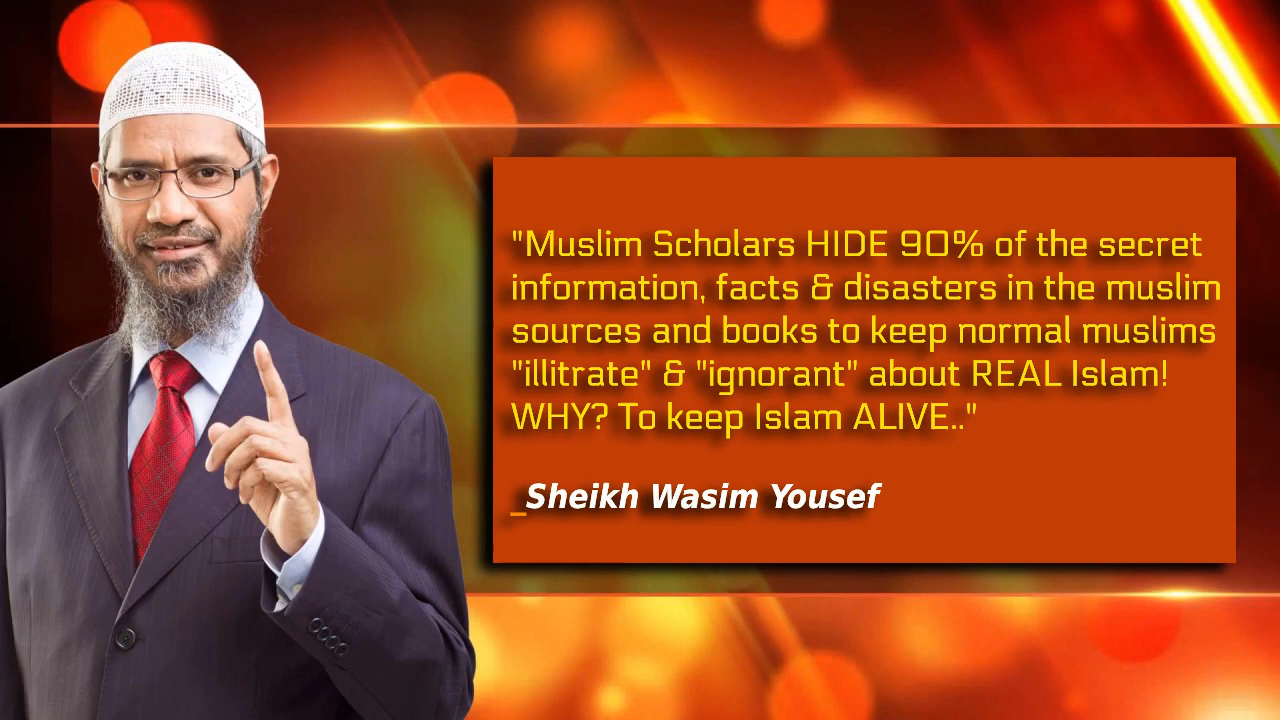 "Muslim Scholars HIDE 90% of the secret
information, facts & disasters in the muslim
sources and books to keep normal muslims
"illitrate" & "ignorant" about REAL Islam!
WHY? To keep Islam ALIVE.."
_Sheikh Wasim Yousef